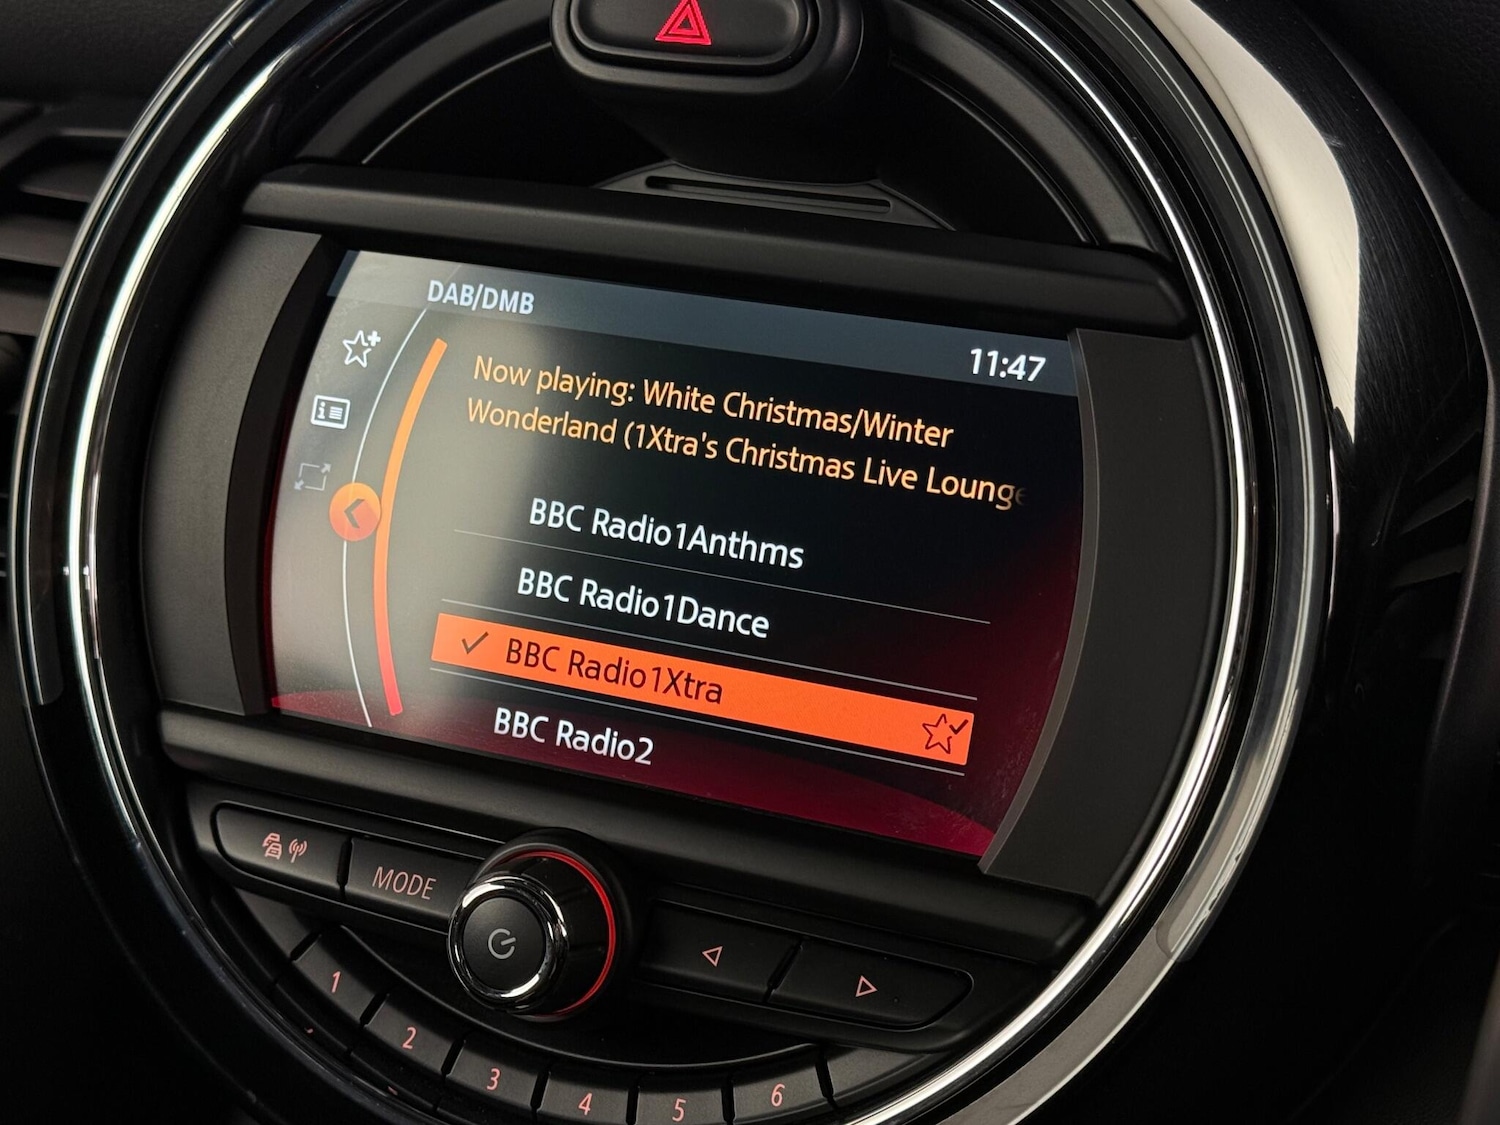 DAB/DMB
11:47
Now playing: White Christmas/Winter
Wonderland (1Xtra's Christmas Live Lounge
BBC Radio1Anthms
BBC Radio1Dance
BBC Radio1Xtra
BBC Radio2
MODE
1
2
3
4
5
6